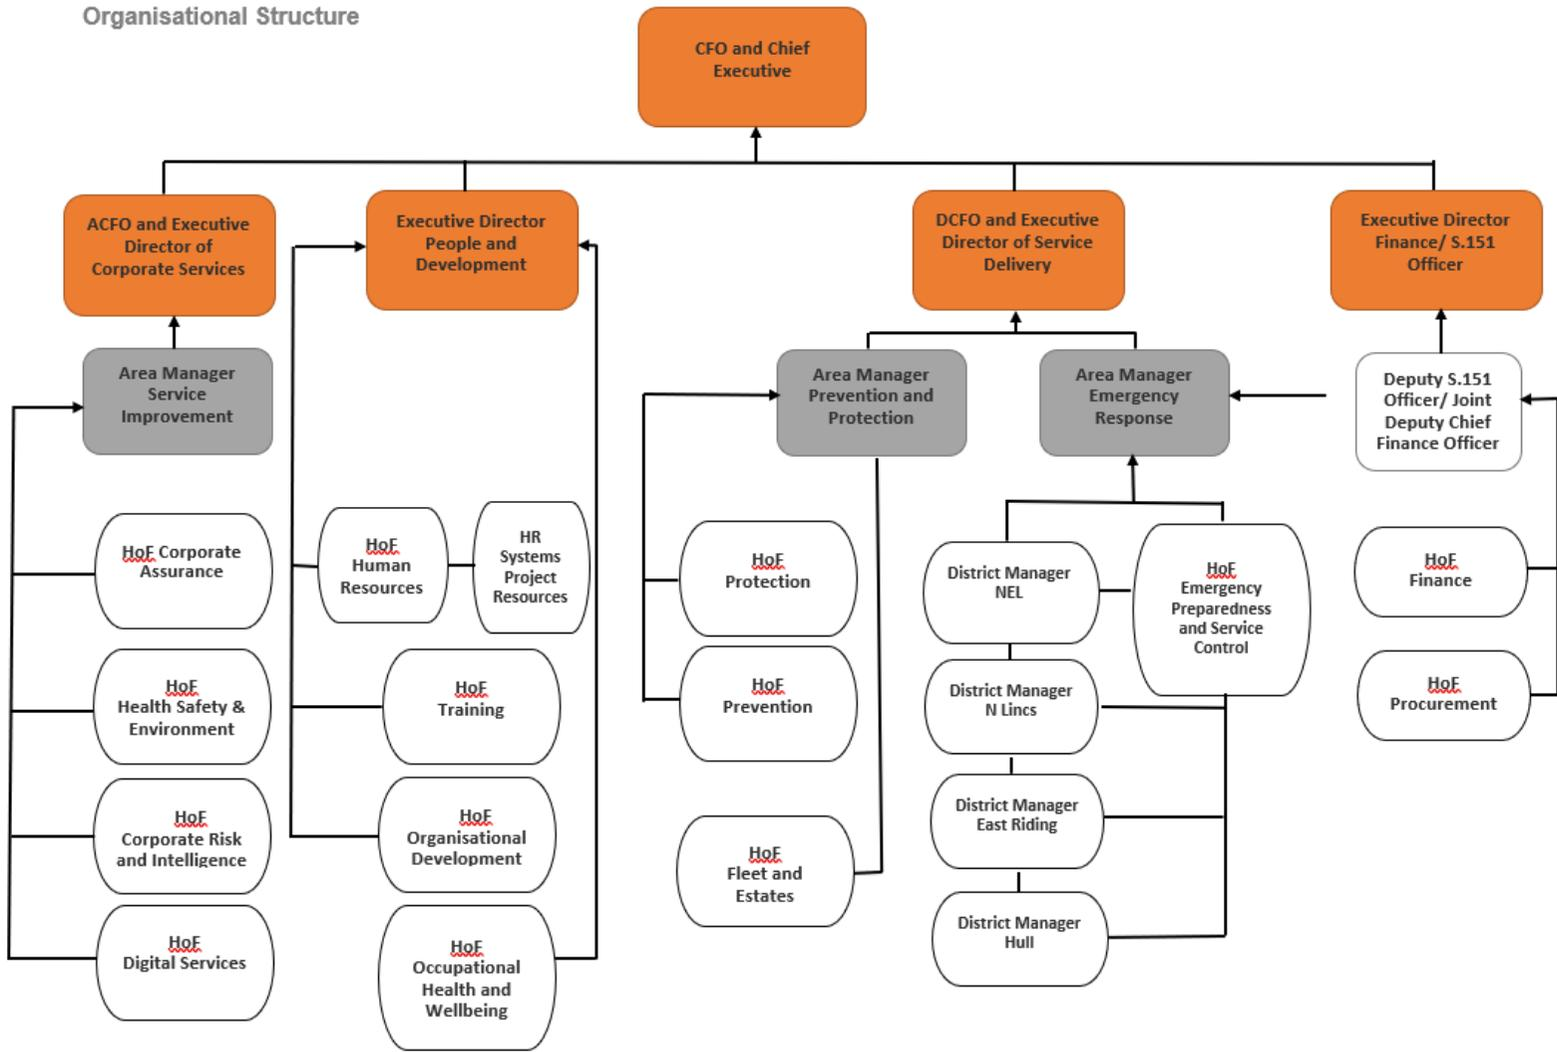 Organisational Structure
CFO and Chief
Executive
ACFO and Executive
Director of
Corporate Services
Executive Director
People and
Development
DCFO and Executive
Director of Service
Delivery
Executive Director
Finance/ S.151
Officer
Area Manager
Service
Improvement
Area Manager
Prevention and
Protection
Area Manager
Emergency
Response
Deputy S.151
Officer/ Joint
Deputy Chief
Finance Officer
HoF Corporate
Assurance
HoF
Health Safety &
Environment
HoF
Corporate Risk
and Intelligence
HoF
Digital Services
HoF
Human
Resources
HR
Systems
Project
Resources
HoF
Training
HoF
Organisational
Development
HoF
Occupational
Health and
Wellbeing
HoF
Protection
HoF
Prevention
HoF
Fleet and
Estates
District Manager
NEL
District Manager
N Lincs
District Manager
East Riding
District Manager
Hull
HoF
Emergency
Preparedness
and Service
Control
HoF
Finance
HoF
Procurement